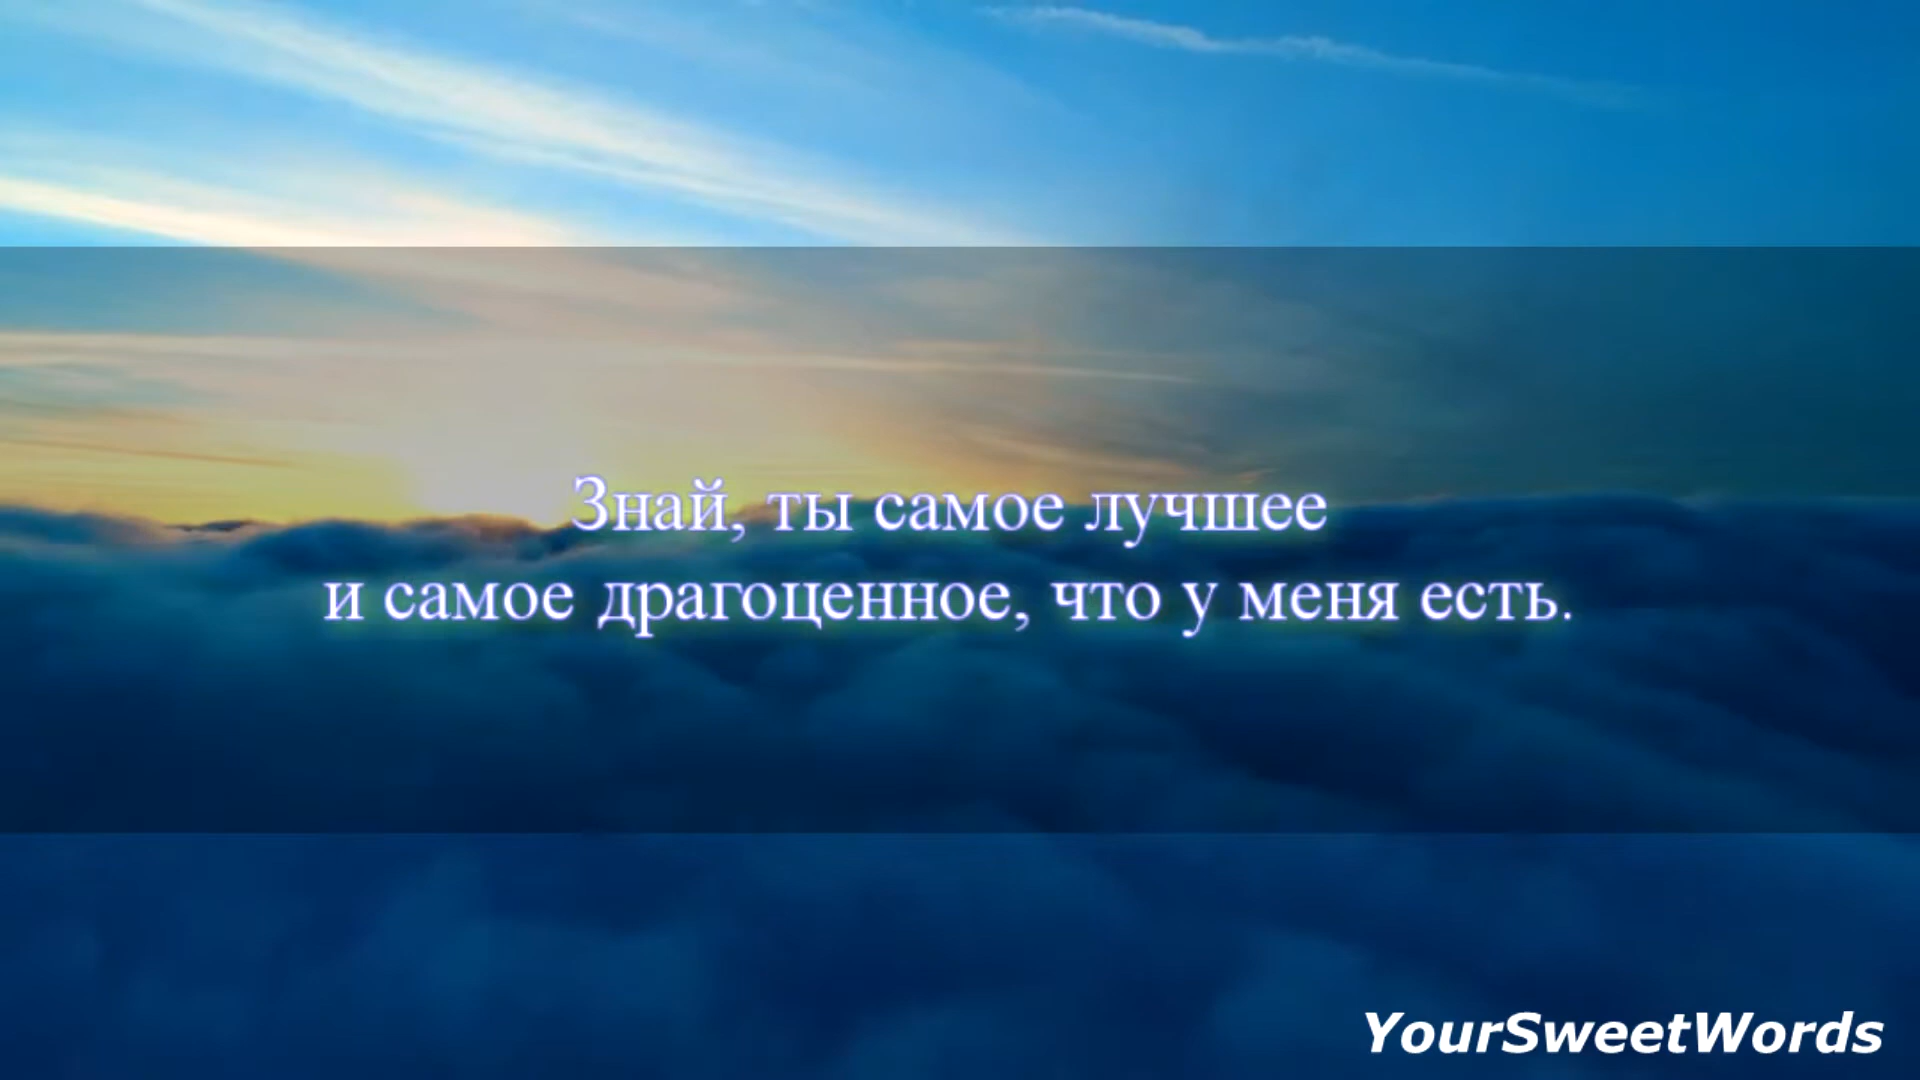 Знай, ты самое лучшее
и самое драгоценное, что у меня есть.
YourSweetWords